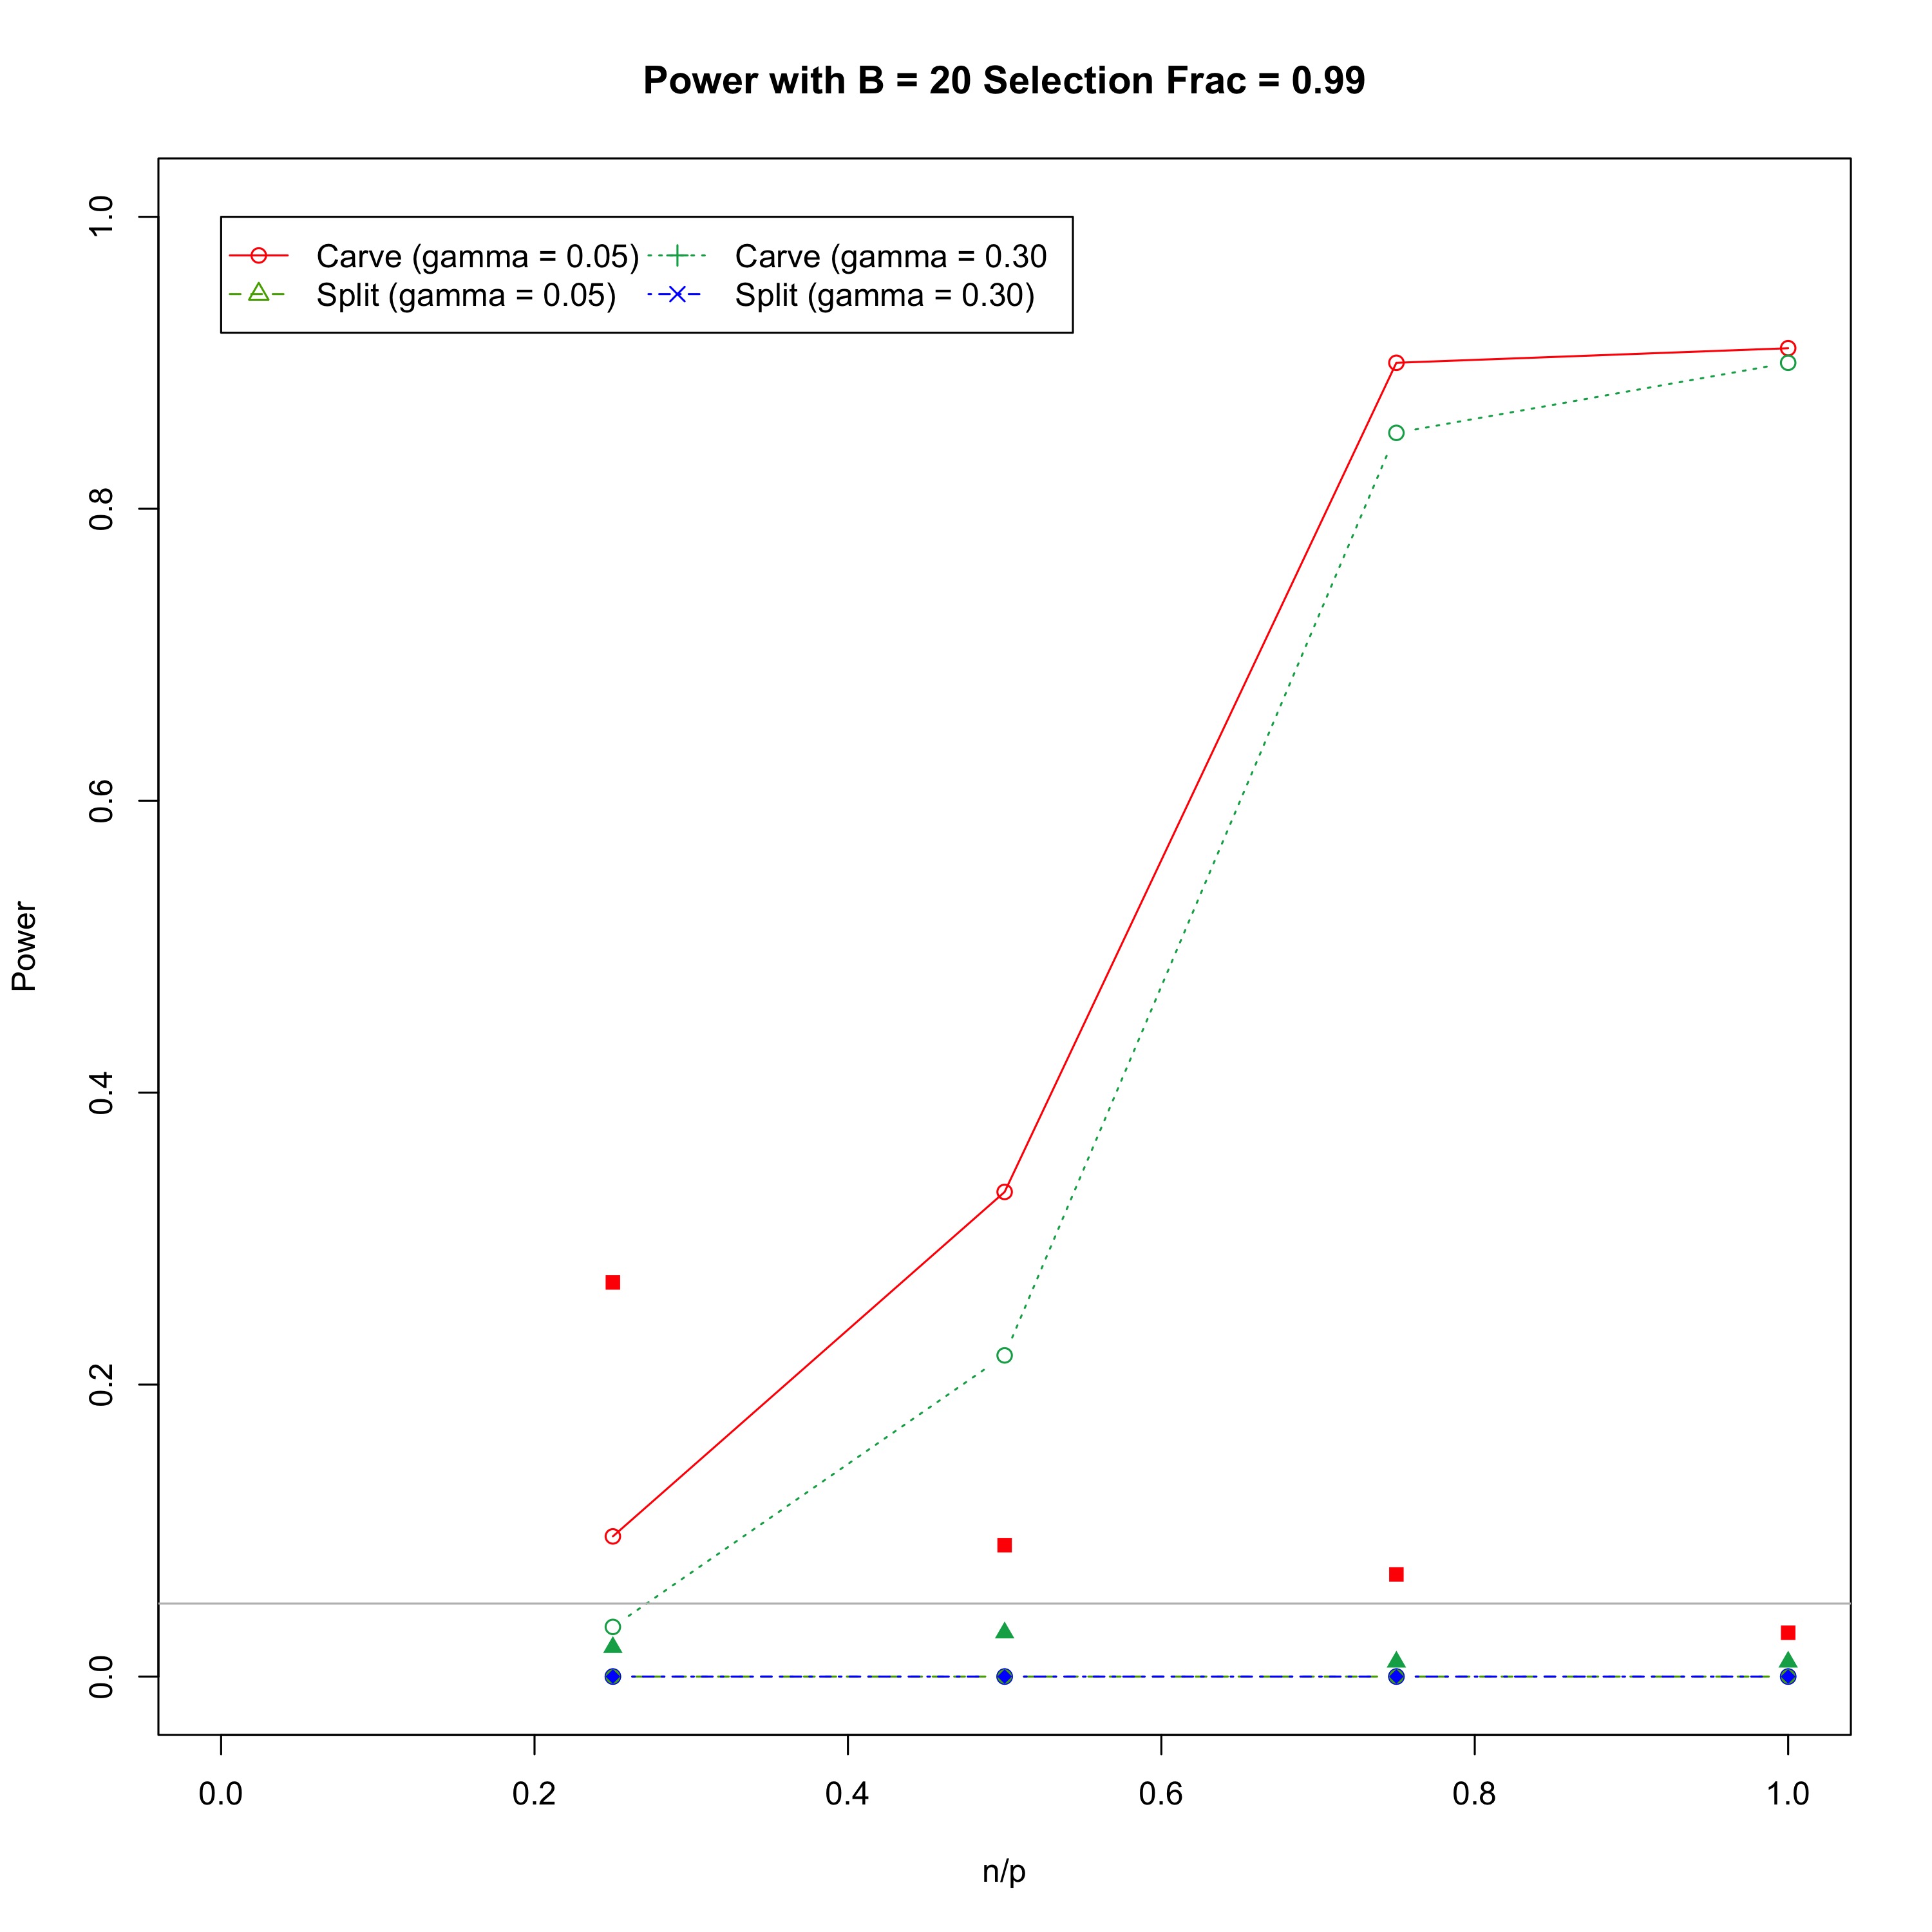 Power with B = 20 Selection Frac = 0.99
1.0
0.8
0.6
0.4
0.2
0.0
Power
Carve (gamma = 0.05) Carve (gamma = 0.30
Split (gamma = 0.05) Split (gamma = 0.30)
0.0 0.2 0.4 0.6 0.8 1.0
n/p